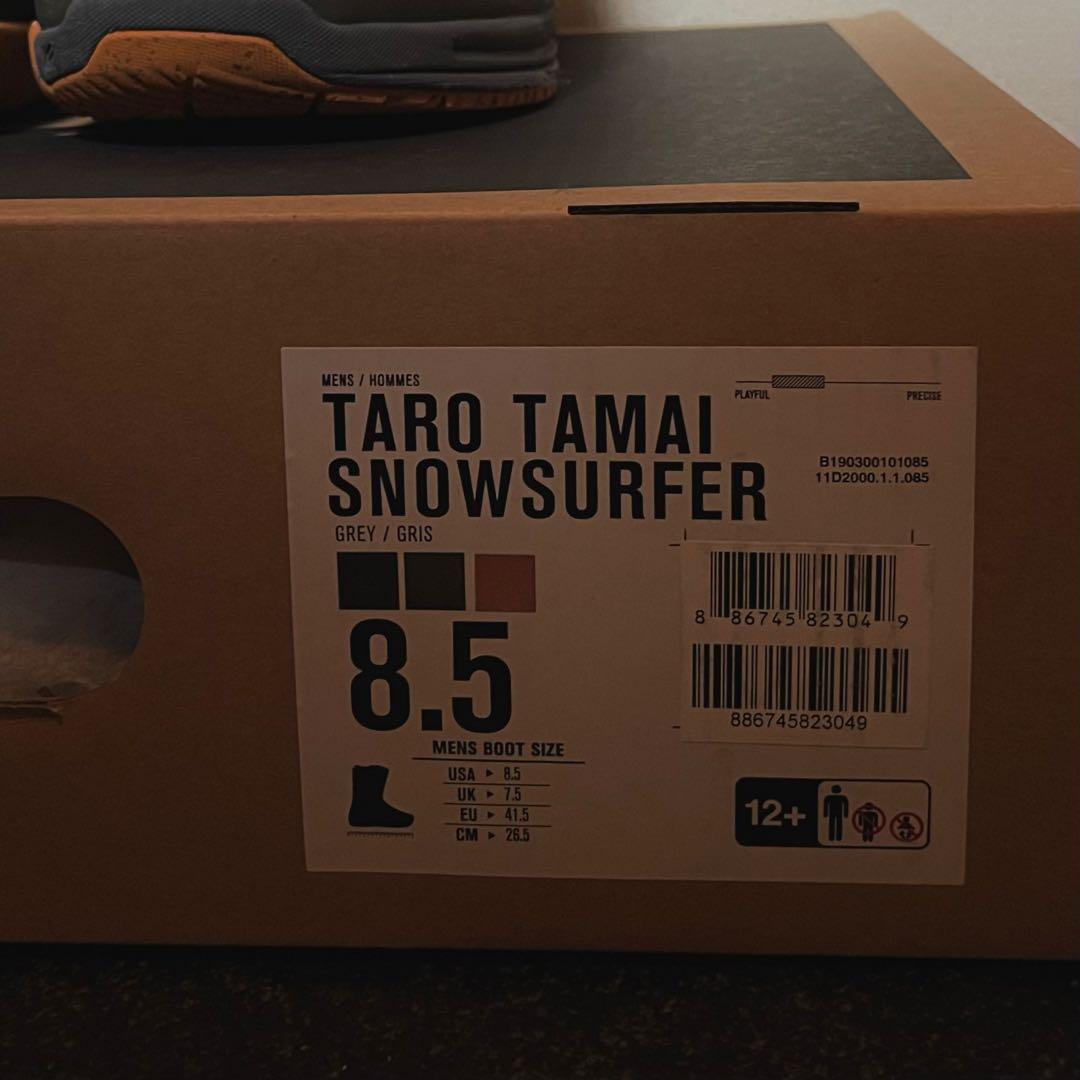 MENS / HOMMES
TARO TAMAI
SNOWSURFER
GREY / GRIS
PLAYFUL PRECISE
B190300101085
11D2000.1.1.085
8 86745 82304 9
886745823049
8.5
MENS BOOT SIZE
USA ▶ 8.5
UK ▶ 7.5
EU ▶ 41.5
CM ▶ 26.5
12+